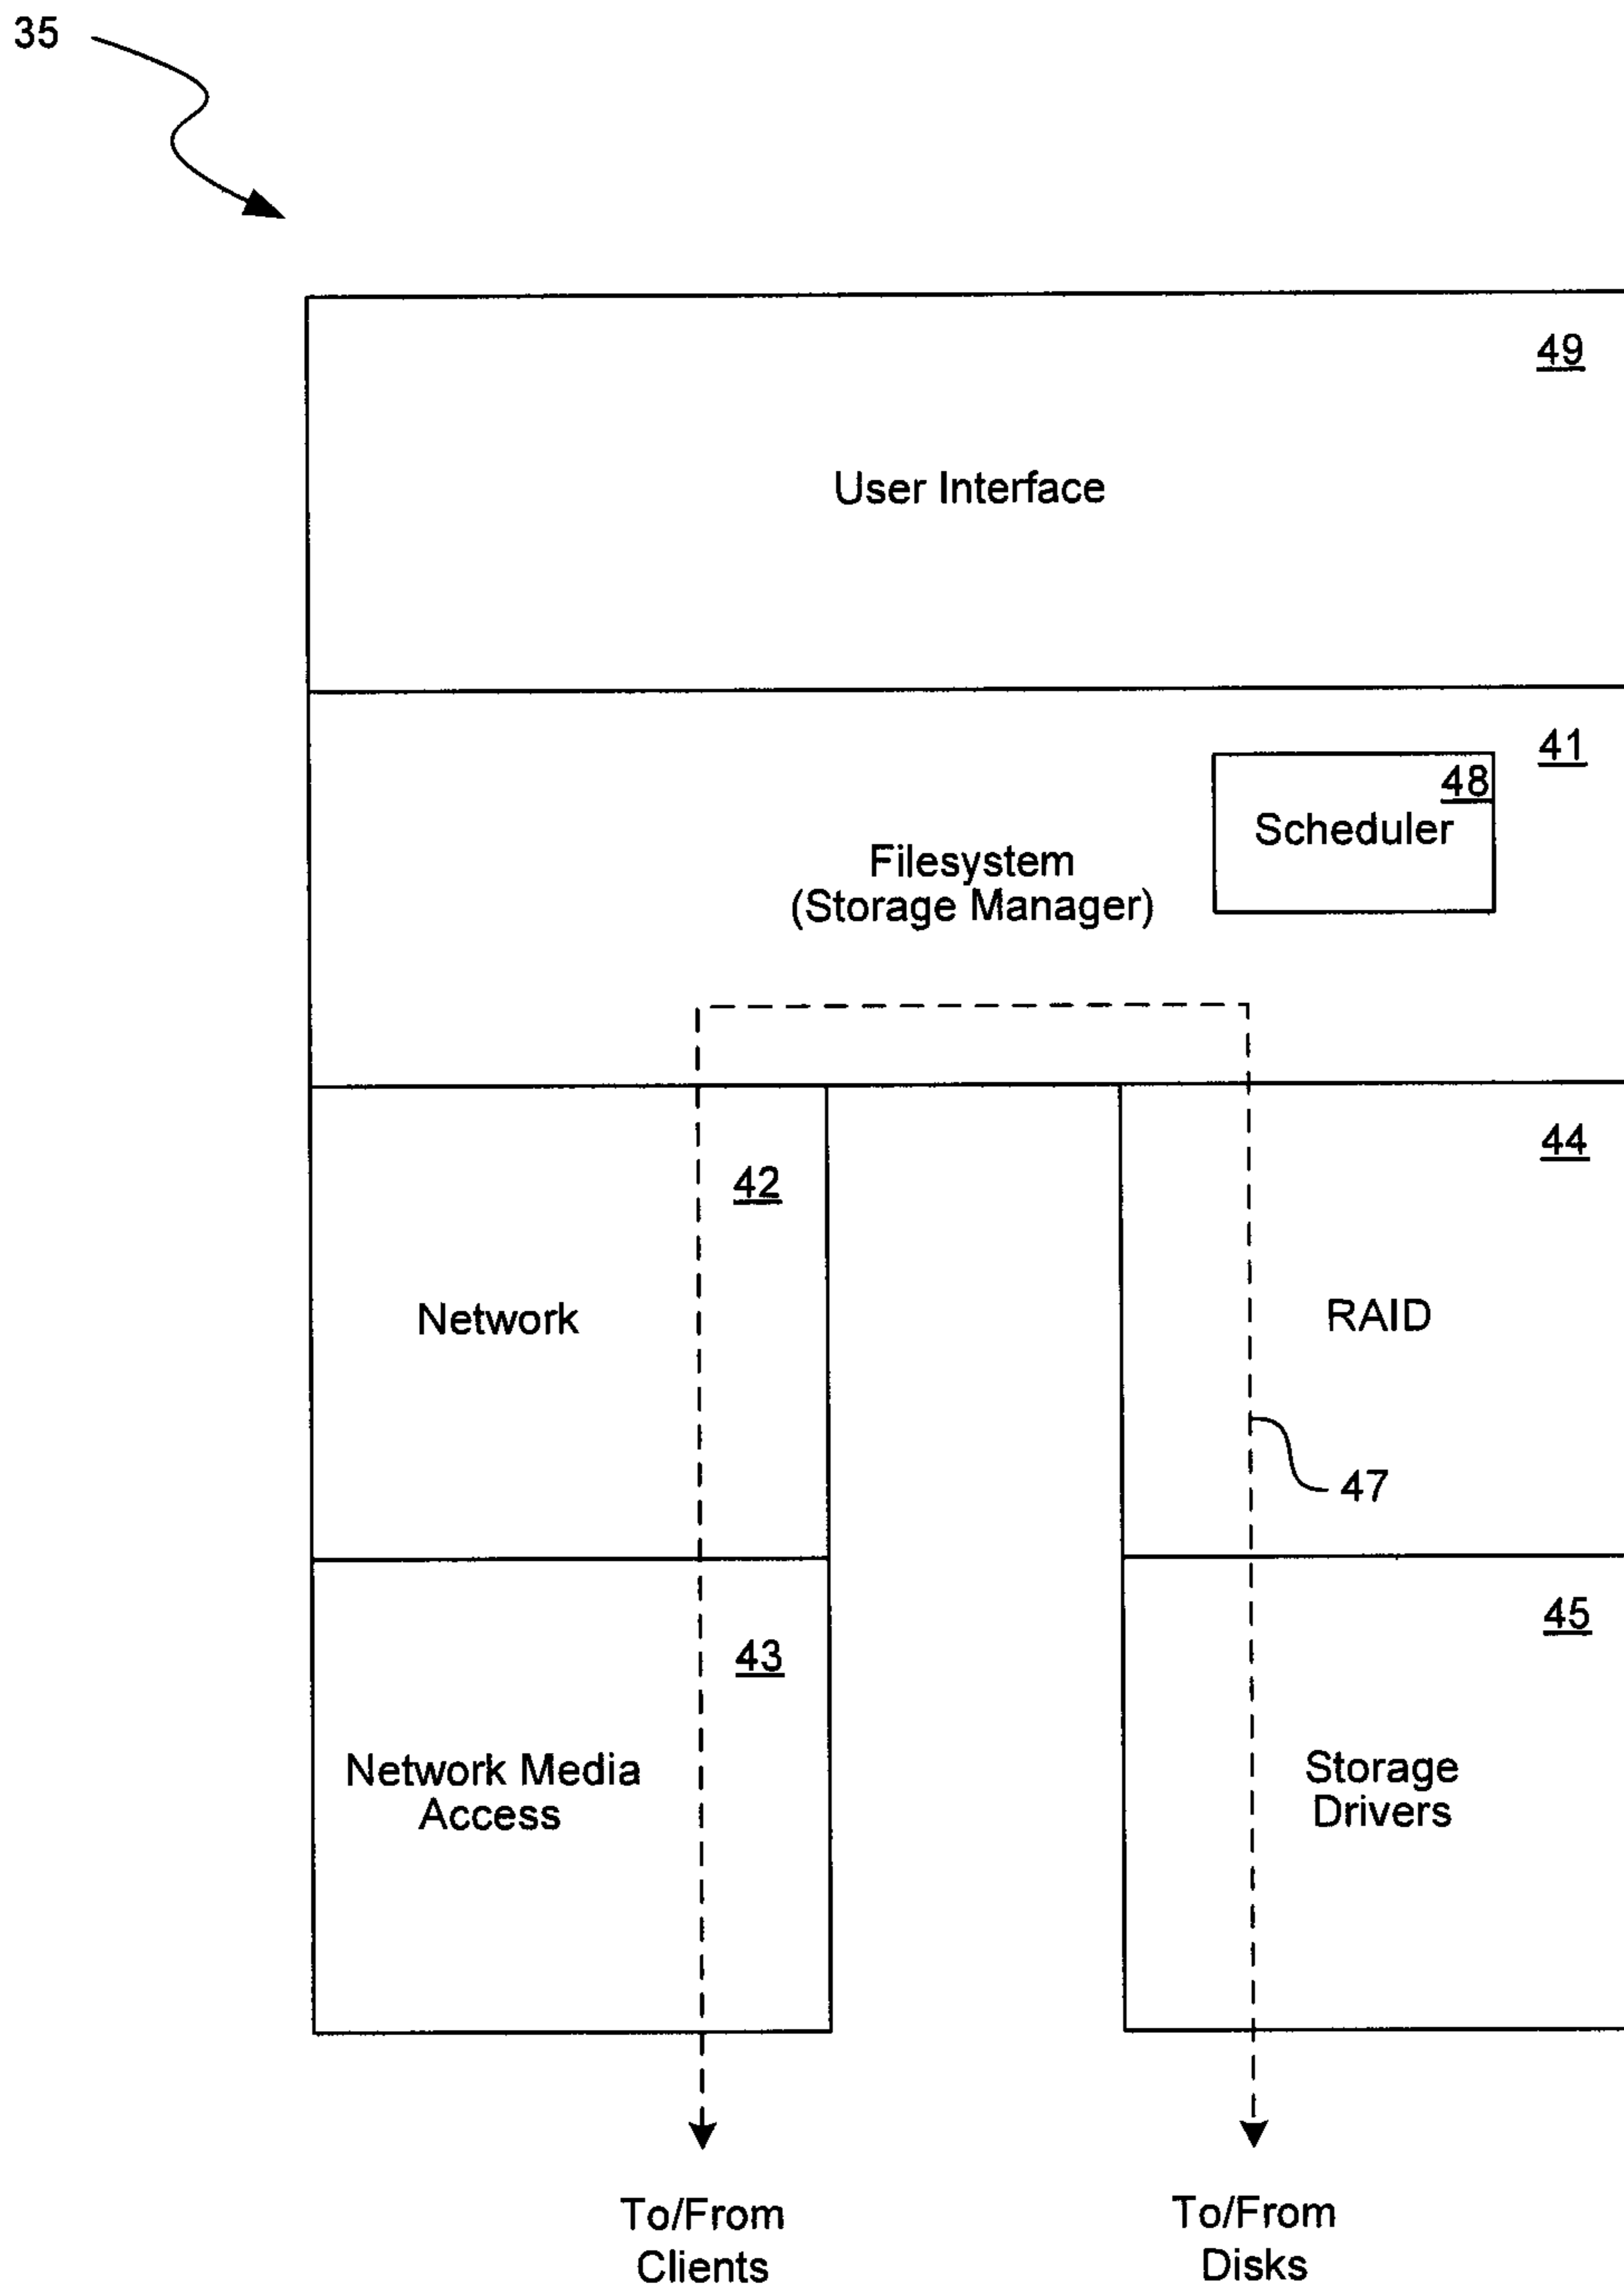 35
49
User Interface
41
48
Scheduler
Filesystem
(Storage Manager)
42
44
Network
RAID
47
43
45
Network Media
Access
Storage
Drivers
To/From
Clients
To/From
Disks